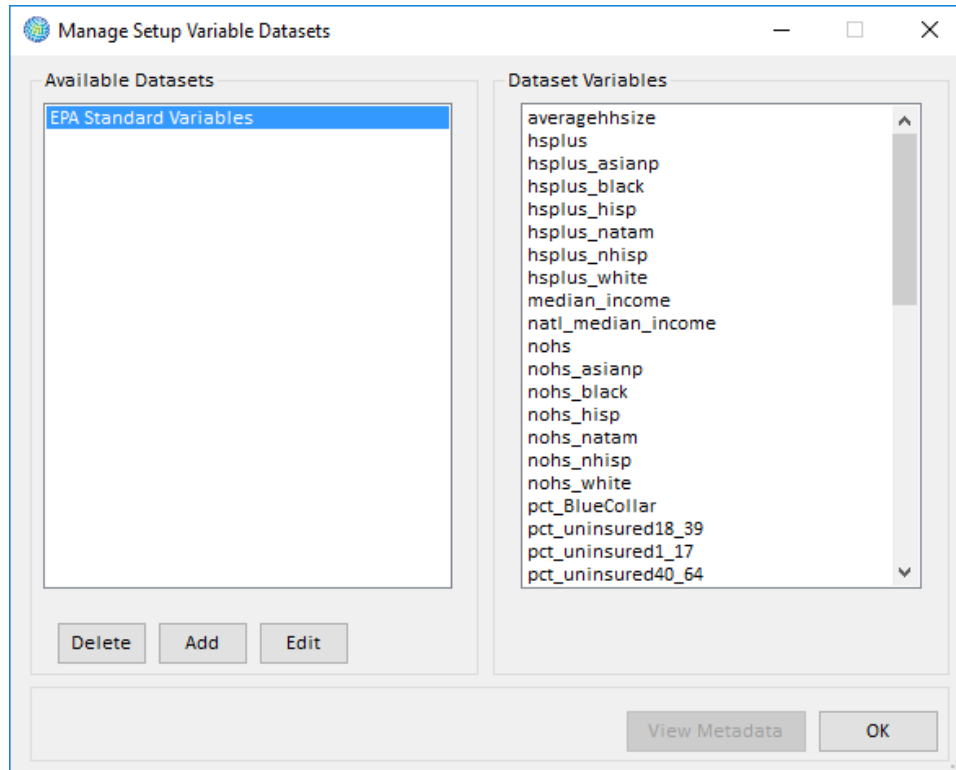 Manage Setup Variable Datasets
Available Datasets
EPA Standard Variables
Delete
Add
Edit
Dataset Variables
averagehhsize
hsplus
hsplus_asianp
hsplus_black
hsplus_hisp
hsplus_natam
hsplus_nhisp
hsplus_white
median_income
natl_median_income
nohs
nohs_asianp
nohs_black
nohs_hisp
nohs_natam
nohs_nhisp
nohs_white
pct_BlueCollar
pct_uninsured18_39
pct_uninsured1_17
pct_uninsured40_64
View Metadata
OK